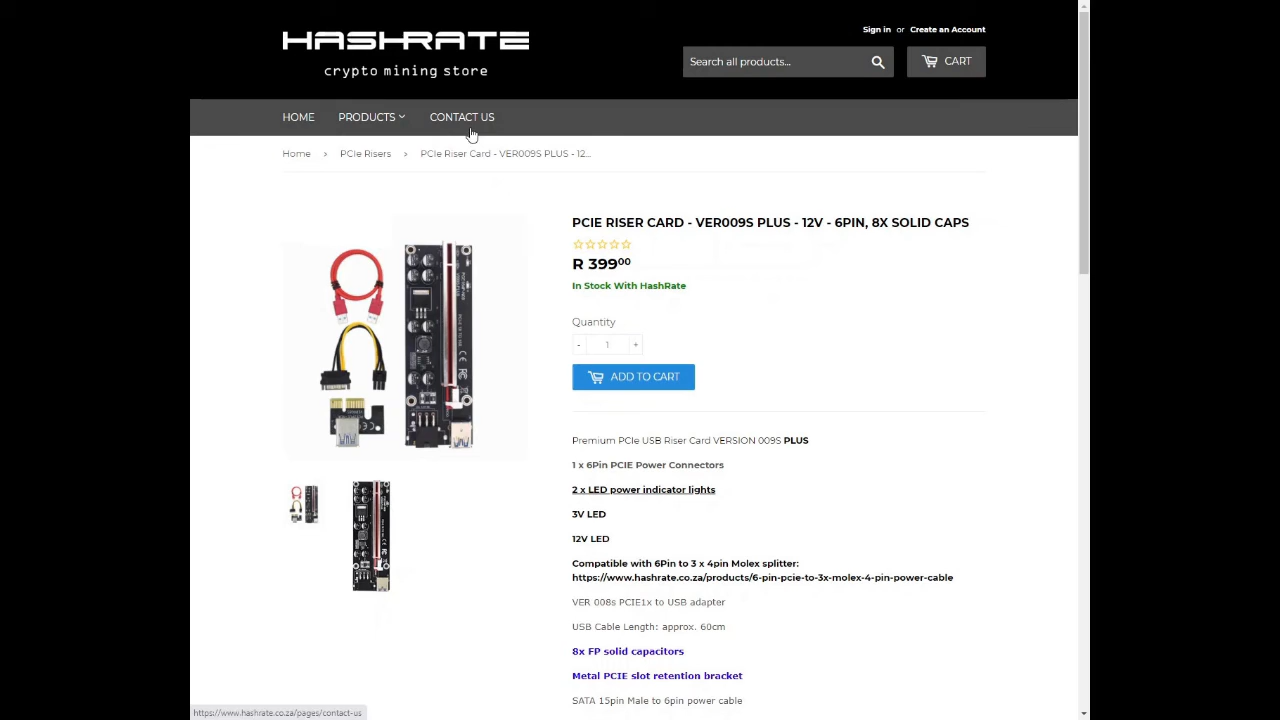 HASHRATE
crypto mining store
Sign in or Create an Account
Search all products...
CART
HOME
PRODUCTS
CONTACT US
Home › PCIe Risers › PCIe Riser Card - VER009S PLUS - 12...
PCIE RISER CARD - VER009S PLUS - 12V - 6PIN, 8X SOLID CAPS
R 39900
In Stock With HashRate
Quantity
- 1 +
ADD TO CART
Premium PCIe USB Riser Card VERSION 009S PLUS
1 x 6Pin PCIE Power Connectors
2 x LED power indicator lights
3V LED
12V LED
Compatible with 6Pin to 3 x 4pin Molex splitter:
https://www.hashrate.co.za/products/6-pin-pcie-to-3x-molex-4-pin-power-cable
VER 008s PCIE1x to USB adapter
USB Cable Length: approx. 60cm
8x FP solid capacitors
Metal PCIE slot retention bracket
SATA 15pin Male to 6pin power cable
https://www.hashrate.co.za/pages/contact-us